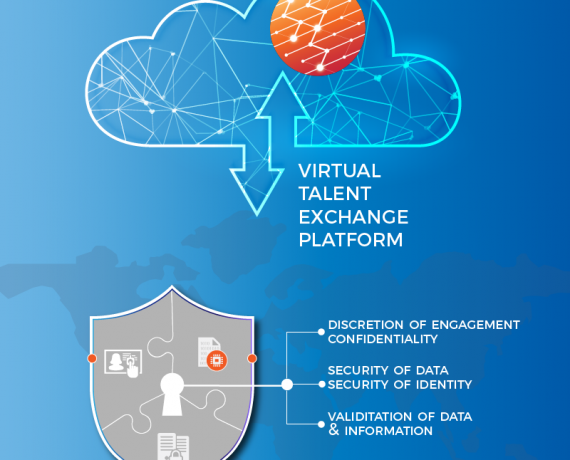 VIRTUAL
TALENT
EXCHANGE
PLATFORM
DISCRETION OF ENGAGEMENT
CONFIDENTIALITY
SECURITY OF DATA
SECURITY OF IDENTITY
VALIDITATION OF DATA
& INFORMATION